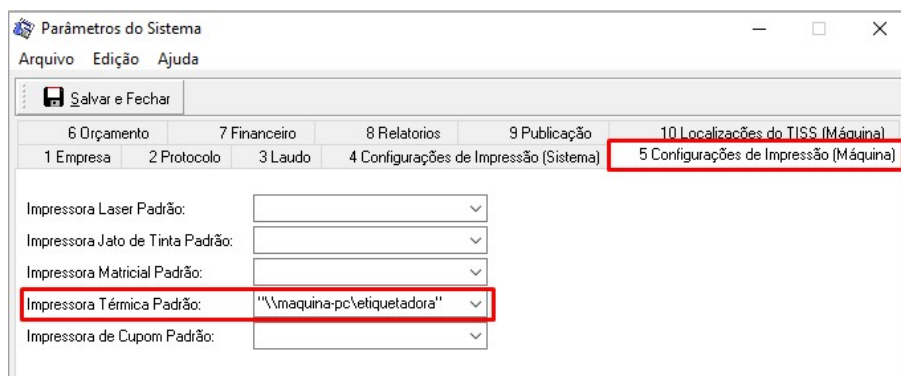 Parâmetros do Sistema
Arquivo Edição Ajuda
Salvar e Fechar
6 Orçamento 7 Financeiro 8 Relatorios 9 Publicação 10 Localizações do TISS (Máquina)
1 Empresa 2 Protocolo 3 Laudo 4 Configurações de Impressão (Sistema) 5 Configurações de Impressão (Máquina)
Impressora Laser Padrão:
Impressora Jato de Tinta Padrão:
Impressora Matricial Padrão:
Impressora Térmica Padrão: "\\maquina-pc\etiquetadora"
Impressora de Cupom Padrão: